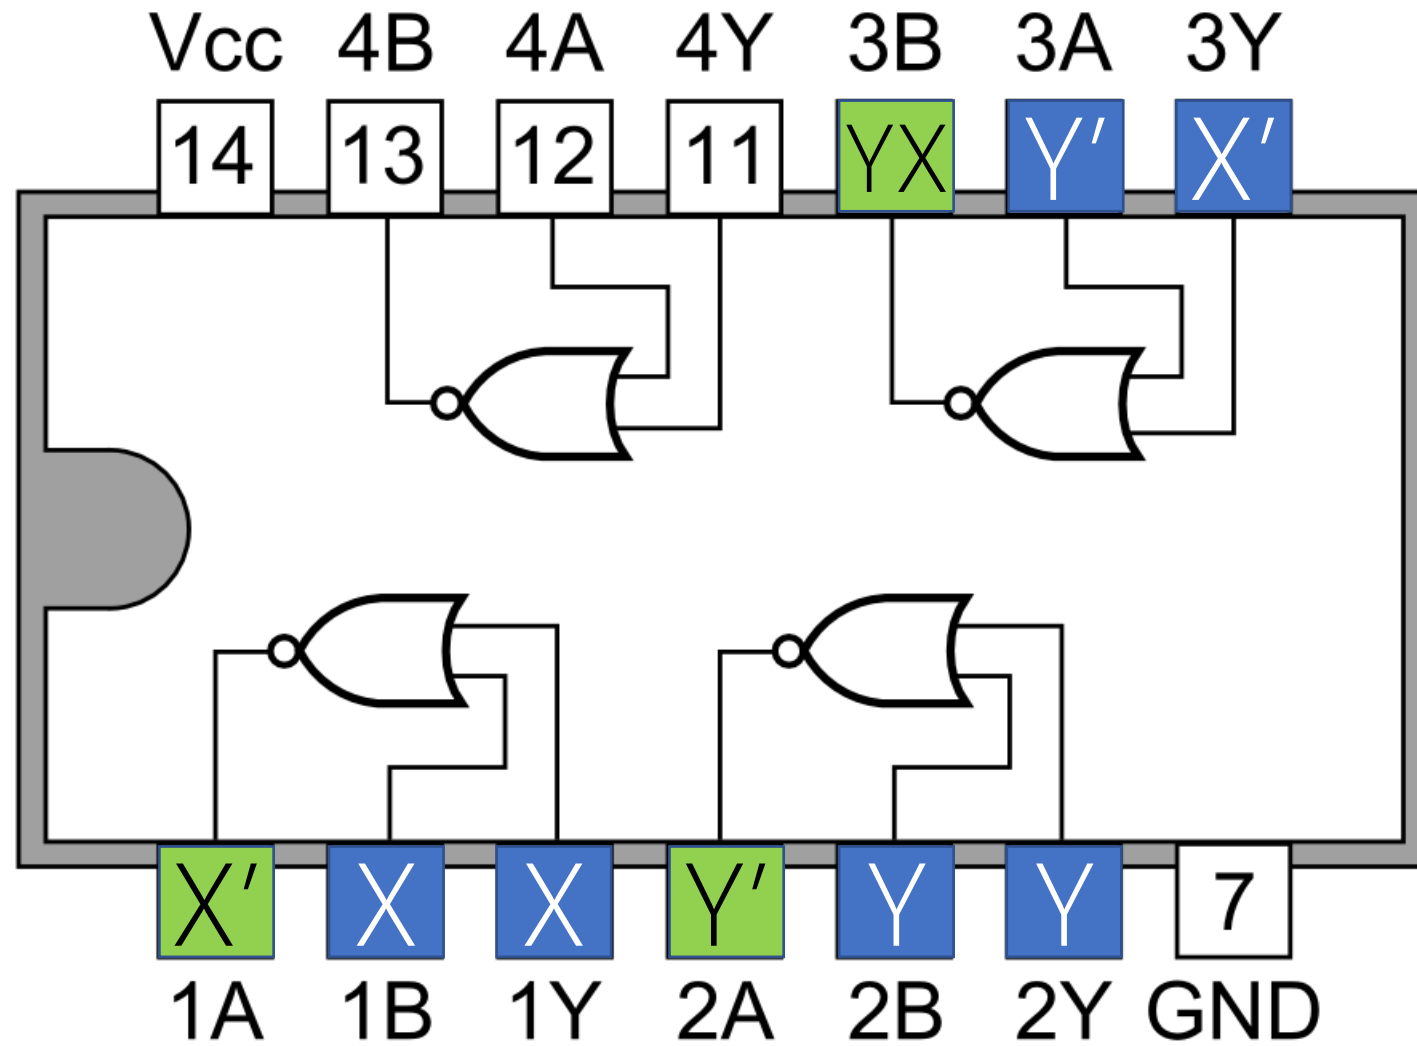 Vcc 4B 4A 4Y 3B 3A 3Y
14 13 12 11 YX Y' X'
X' X X Y' Y Y 7
1A 1B 1Y 2A 2B 2Y GND